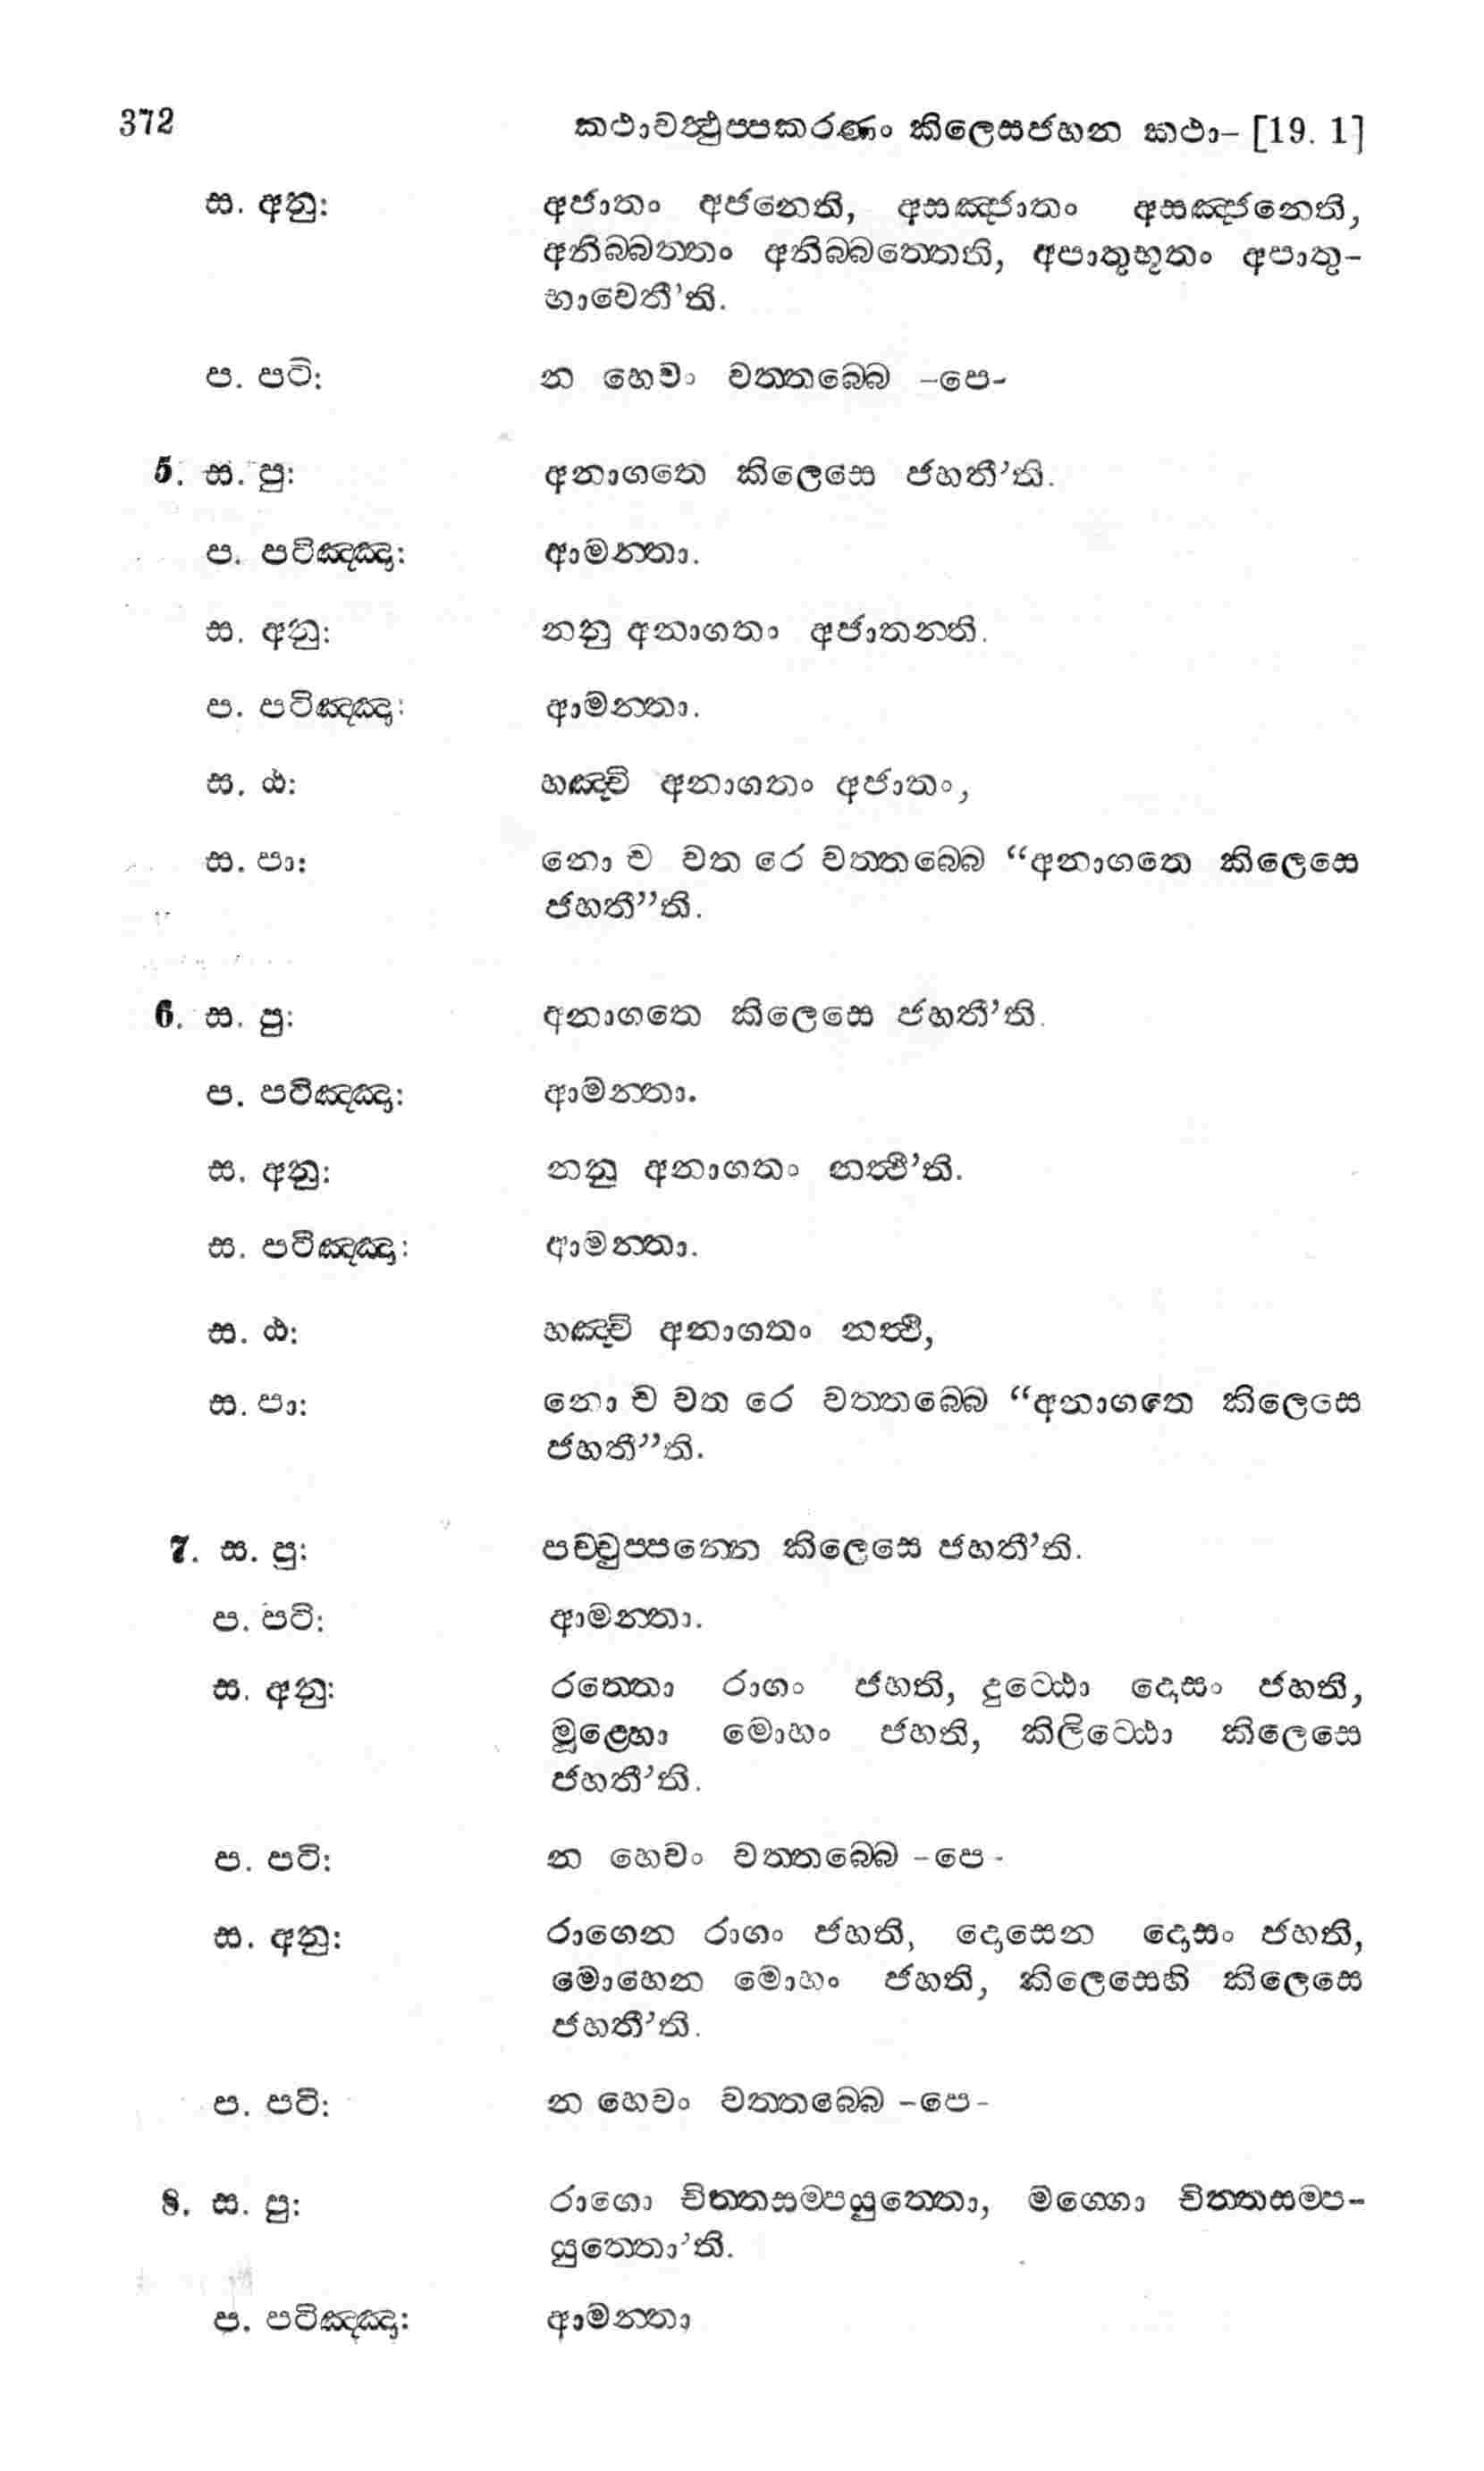 372 කථාවත්ථුප්පකරණං කිලෙසජහන කථා- [19. 1]
ස. අනු: අජාතං අජනෙති, අසඤ්ජාතං අසඤ්ජනෙති,
අනිබ්බත්තං අනිබ්බත්තෙති, අපාතුභූතං අපාතු-
භාවෙතී'ති.
ප. පටි: න හෙවං වත්තබ්බෙ -පෙ-
5. ස. පු: අනාගතෙ කිලෙසෙ ජහතී'ති.
ප. පටිඤ්ඤා: ආමන්තා.
ස. අනු: නනු අනාගතං අජාතන්ති.
ප. පටිඤ්ඤා: ආමන්තා.
ස. ඨ: හඤ්චි අනාගතං අජාතං,
ස. පා: නො ච වත රෙ වත්තබ්බෙ “අනාගතෙ කිලෙසෙ
ජහතී”ති.
6. ස. පු: අනාගතෙ කිලෙසෙ ජහතී'ති.
ප. පටිඤ්ඤා: ආමන්තා.
ස. අනු: නනු අනාගතං නත්ථි'ති.
ස. පටිඤ්ඤා: ආමන්තා.
ස. ඨ: හඤ්චි අනාගතං නත්ථි,
ස. පා: නො ච වත රෙ වත්තබ්බෙ “අනාගතෙ කිලෙසෙ
ජහතී”ති.
7. ස. පු: පච්චුප්පන්නෙ කිලෙසෙ ජහතී'ති.
ප. පටි: ආමන්තා.
ස. අනු: රත්තො රාගං ජහති, දුට්ඨො දොසං ජහති,
මූළ්හො මොහං ජහති, කිලිට්ඨො කිලෙසෙ
ජහතී'ති.
ප. පටි: න හෙවං වත්තබ්බෙ -පෙ-
ස. අනු: රාගෙන රාගං ජහති, දොසෙන දොසං ජහති,
මොහෙන මොහං ජහති, කිලෙසෙහි කිලෙසෙ
ජහතී'ති.
ප. පටි: න හෙවං වත්තබ්බෙ -පෙ-
8. ස. පු: රාගො චිත්තසම්පයුත්තො, මග්ගො චිත්තසම්ප-
යුත්තො'ති.
ප. පටිඤ්ඤා: ආමන්තා